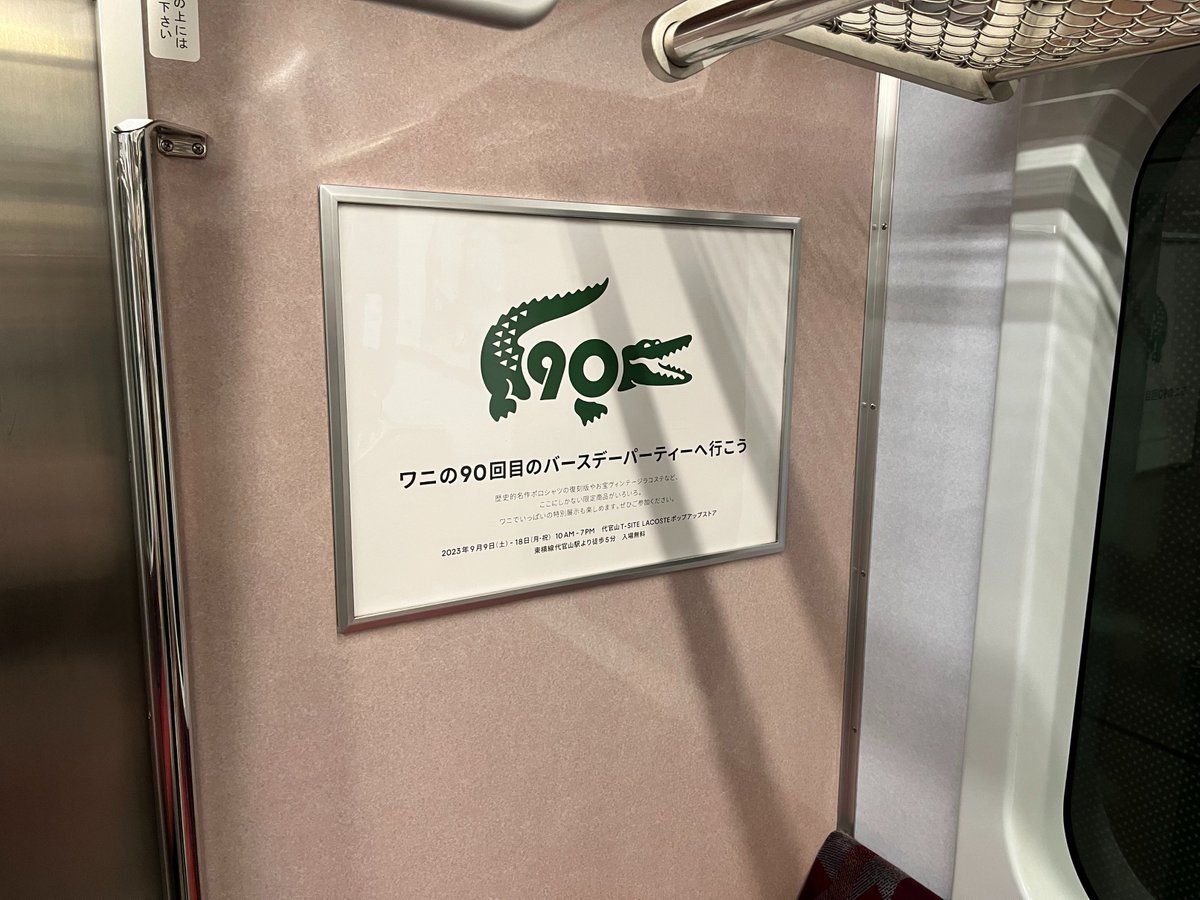 の上には
下さい
90
ワニの90回目のバースデーパーティーへ行こう
歴史的名作ポロシャツの復刻版やお宝ヴィンテージラコステなど、
ここにしかない限定商品がいろいろ。
ワニでいっぱいの特別展示も楽しめます。ぜひご参加ください。
2023年9月9日(土)-18日(月・祝) 10AM-7PM 代官山T-SITE LACOSTEポップアップストア
東横線代官山駅より徒歩5分 入場無料